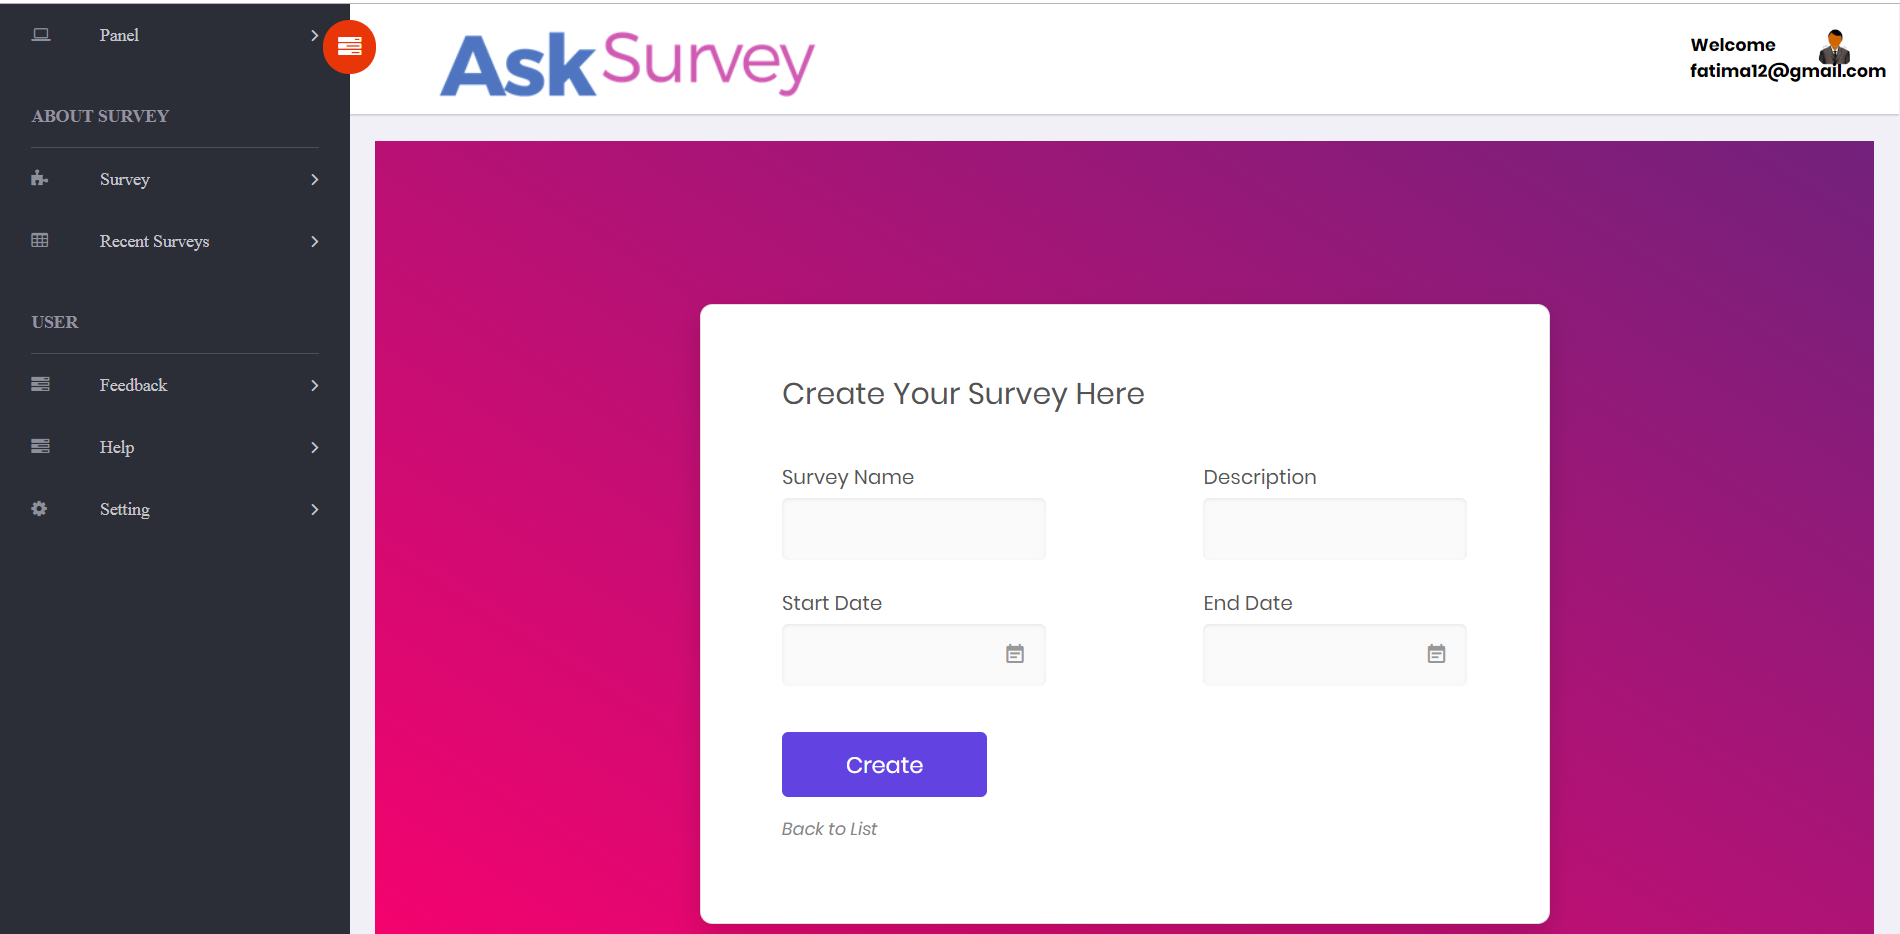 Panel
ABOUT SURVEY
Survey
Recent Surveys
USER
Feedback
Help
Setting
AskSurvey
Welcome
fatima12@gmail.com
Create Your Survey Here
Survey Name
Description
Start Date
End Date
Create
Back to List